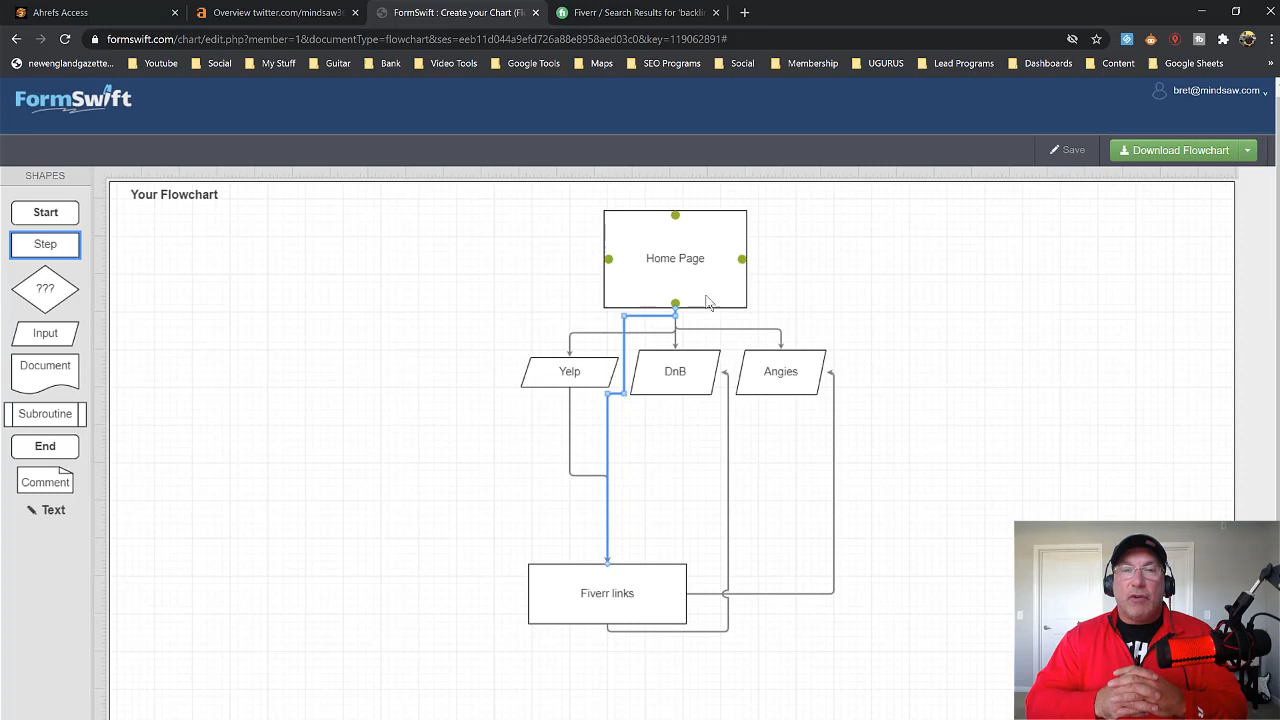 Ahrefs Access
Overview twitter.com/mindsaw3
FormSwift : Create your Chart (Fl
Fiverr / Search Results for 'backlin
formswift.com/chart/edit.php?member=1&documentType=flowchart&ses=eeb11d044a9efd726a88e8958aed03c0&key=119062891#
newenglandgazette...
Youtube
Social
My Stuff
Guitar
Bank
Video Tools
Google Tools
Maps
SEO Programs
Social
Membership
UGURUS
Lead Programs
Dashboards
Content
Google Sheets
FormSwift
bret@mindsaw.com
Save
Download Flowchart
SHAPES
Start
Step
???
Input
Document
Subroutine
End
Comment
Text
Your Flowchart
Home Page
Yelp
DnB
Angies
Fiverr links